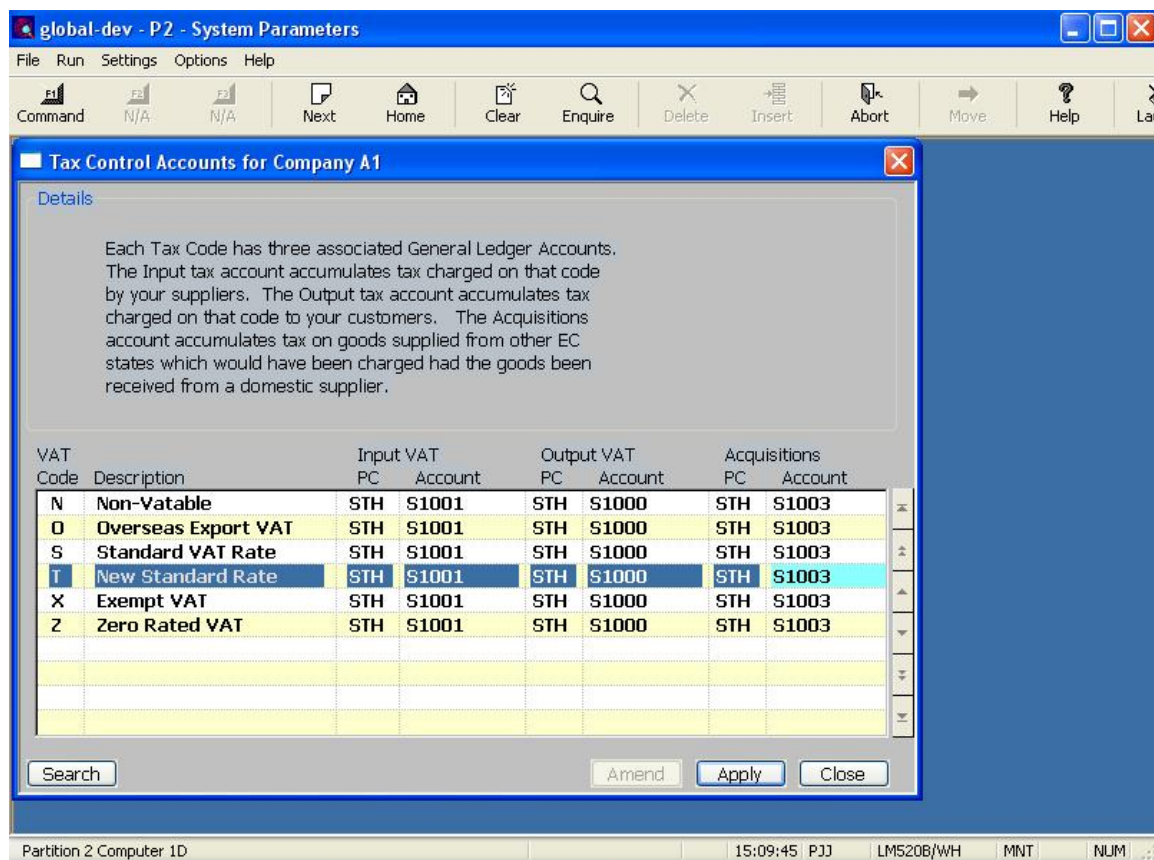 global-dev - P2 - System Parameters
File Run Settings Options Help
F1 F2 F3
Command N/A N/A Next Home Clear Enquire Delete Insert Abort Move Help
Tax Control Accounts for Company A1
Details
Each Tax Code has three associated General Ledger Accounts.
The Input tax account accumulates tax charged on that code
by your suppliers. The Output tax account accumulates tax
charged on that code to your customers. The Acquisitions
account accumulates tax on goods supplied from other EC
states which would have been charged had the goods been
received from a domestic supplier.
VAT Input VAT Output VAT Acquisitions
Code Description PC Account PC Account PC Account
N Non-Vatable STH S1001 STH S1000 STH S1003
O Overseas Export VAT STH S1001 STH S1000 STH S1003
S Standard VAT Rate STH S1001 STH S1000 STH S1003
T New Standard Rate STH S1001 STH S1000 STH S1003
X Exempt VAT STH S1001 STH S1000 STH S1003
Z Zero Rated VAT STH S1001 STH S1000 STH S1003
Search Amend Apply Close
Partition 2 Computer 1D 15:09:45 PJJ LM520B/WH MNT NUM